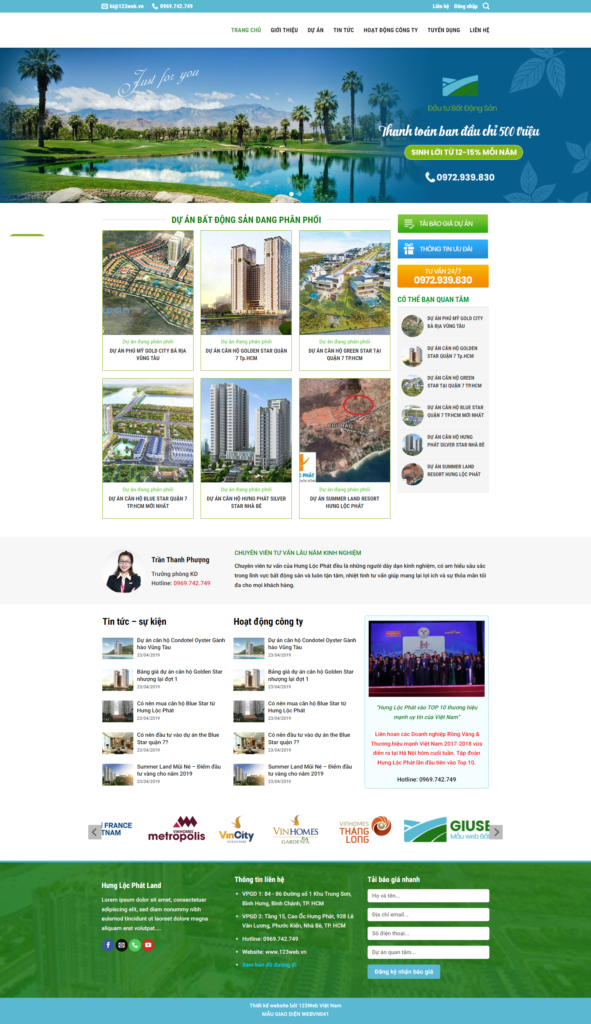 ki@123web.vn 0969.742.749
Liên hệ Đăng nhập
TRANG CHỦ GIỚI THIỆU DỰ ÁN TIN TỨC HOẠT ĐỘNG CÔNG TY TUYỂN DỤNG LIÊN HỆ
Just for you
Đầu tư Bất Động Sản
Thanh toán ban đầu chỉ 500 triệu
SINH LỜI TỪ 12-15% MỖI NĂM
0972.939.830
DỰ ÁN BẤT ĐỘNG SẢN ĐANG PHÂN PHỐI
Dự án đang phân phối
DỰ ÁN PHÚ MỸ GOLD CITY BÀ RỊA
VŨNG TÀU
Dự án đang phân phối
DỰ ÁN CĂN HỘ GOLDEN STAR QUẬN
7 Tp.HCM
Dự án đang phân phối
DỰ ÁN CĂN HỘ GREEN STAR TẠI
QUẬN 7 TP.HCM
Dự án đang phân phối
DỰ ÁN CĂN HỘ BLUE STAR QUẬN 7
TP.HCM MỚI NHẤT
Dự án đang phân phối
DỰ ÁN CĂN HỘ HƯNG PHÁT SILVER
STAR NHÀ BÈ
Dự án đang phân phối
DỰ ÁN SUMMER LAND RESORT
HƯNG LỘC PHÁT
TẢI BÁO GIÁ DỰ ÁN
THÔNG TIN ƯU ĐÃI
TƯ VẤN 24/7
0972.939.830
CÓ THỂ BẠN QUAN TÂM
DỰ ÁN PHÚ MỸ GOLD CITY
BÀ RỊA VŨNG TÀU
DỰ ÁN CĂN HỘ GOLDEN
STAR QUẬN 7 Tp.HCM
DỰ ÁN CĂN HỘ GREEN
STAR TẠI QUẬN 7 TP.HCM
DỰ ÁN CĂN HỘ BLUE STAR
QUẬN 7 TP.HCM MỚI NHẤT
DỰ ÁN CĂN HỘ HƯNG
PHÁT SILVER STAR NHÀ BÈ
DỰ ÁN SUMMER LAND
RESORT HƯNG LỘC PHÁT
Trần Thanh Phượng
Trưởng phòng KD
Hotline: 0969.742.749
CHUYÊN VIÊN TƯ VẤN LÂU NĂM KINH NGHIỆM
Chuyên viên tư vấn của Hưng Lộc Phát đều là những người dày dạn kinh nghiệm, có am hiểu sâu sắc
trong lĩnh vực bất động sản và luôn tận tâm, nhiệt tình tư vấn giúp mang lại lợi ích và sự thỏa mãn tối
đa cho mọi khách hàng.
Tin tức – sự kiện
Dự án căn hộ Condotel Oyster Gành
hào Vũng Tàu
23/04/2019
Bảng giá dự án căn hộ Golden Star
nhượng lại đợt 1
23/04/2019
Có nên mua căn hộ Blue Star từ
Hưng Lộc Phát
23/04/2019
Có nên đầu tư vào dự án the Blue
Star quận 7?
23/04/2019
Summer Land Mũi Né – Điểm đầu
tư vàng cho năm 2019
23/04/2019
Hoạt động công ty
Dự án căn hộ Condotel Oyster Gành
hào Vũng Tàu
23/04/2019
Bảng giá dự án căn hộ Golden Star
nhượng lại đợt 1
23/04/2019
Có nên mua căn hộ Blue Star từ
Hưng Lộc Phát
23/04/2019
Có nên đầu tư vào dự án the Blue
Star quận 7?
23/04/2019
Summer Land Mũi Né – Điểm đầu
tư vàng cho năm 2019
23/04/2019
"Hưng Lộc Phát vào TOP 10 thương hiệu
mạnh uy tín của Việt Nam"
Liên hoan các Doanh nghiệp Rồng Vàng &
Thương hiệu mạnh Việt Nam 2017-2018 vừa
diễn ra tại Hà Nội hôm cuối tuần. Tập đoàn
Hưng Lộc Phát lần đầu tiên vào Top 10.
Hotline: 0969.742.749
FRANCE
TNAM
VINHOMES
metropolis
VinCity
VINHOMES
GARDENIA
VINHOMES
THĂNG
LONG
GIUSE
Mẫu web Bấ
Hưng Lộc Phát Land
Lorem ipsum dolor sit amet, consectetuer
adipiscing elit, sed diam nonummy nibh
euismod tincidunt ut laoreet dolore magna
aliquam erat volutpat....
Thông tin liên hệ
VPGD 1: 84 - 86 Đường số 1 Khu Trung Sơn,
Bình Hưng, Bình Chánh, TP. HCM
VPGD 2: Tầng 15, Cao Ốc Hưng Phát, 928 Lê
Văn Lương, Phước Kiển, Nhà Bè, TP. HCM
Hotline: 0969.742.749
Website: www.123web.vn
Xem bản đồ đường đi
Tải báo giá nhanh
Họ và tên...
Địa chỉ email...
Số điện thoại...
Dự án quan tâm...
Đăng ký nhận báo giá
Thiết kế website bởi 123Web Việt Nam
MẪU GIAO DIỆN WEBVN041